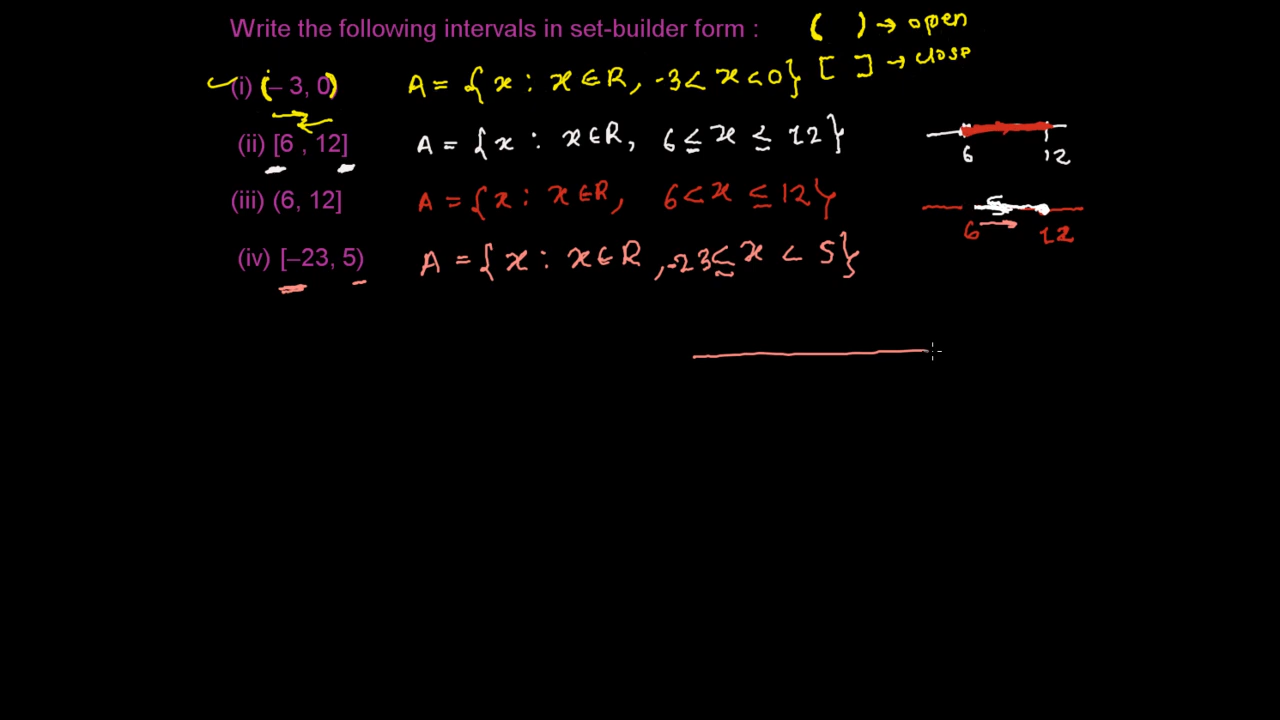 Write the following intervals in set-builder form : ( ) → open
[ ] → close
(i) (– 3, 0) A = { x : x ∈ R, -3 < x < 0}
(ii) [6 , 12] A = { x : x ∈ R, 6 ≤ x ≤ 12 }
6 12
(iii) (6, 12] A = { x : x ∈ R, 6 < x ≤ 12 }
6 12
(iv) [–23, 5) A = { x : x ∈ R , -23 ≤ x < 5 }